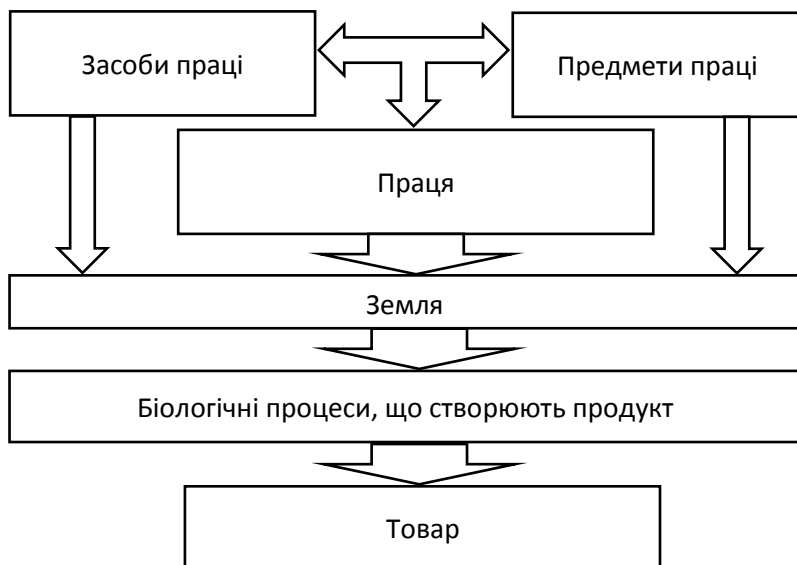 Засоби праці
Предмети праці
Праця
Земля
Біологічні процеси, що створюють продукт
Товар